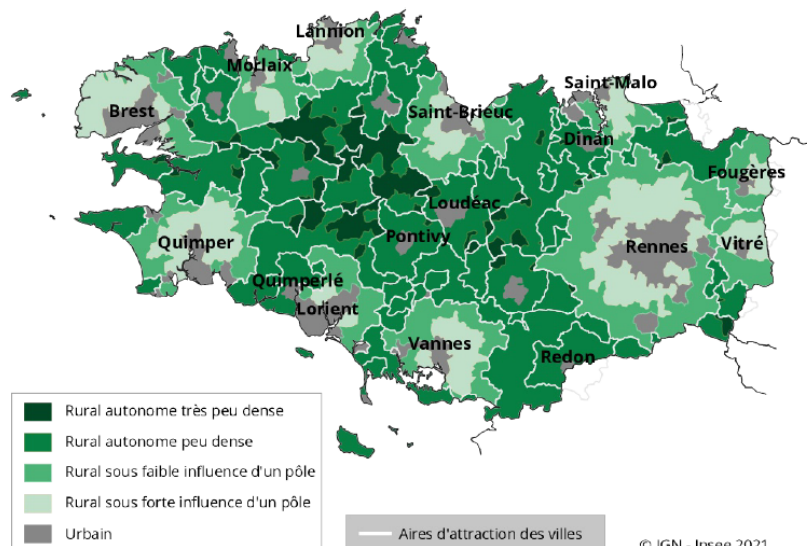 Lannion
Morlaix
Saint-Malo
Brest
Saint-Brieuc
Dinan
Fougères
Loudéac
Quimper
Pontivy
Rennes
Vitré
Quimperlé
Lorient
Vannes
Redon
Rural autonome très peu dense
Rural autonome peu dense
Rural sous faible influence d'un pôle
Rural sous forte influence d'un pôle
Urbain
Aires d'attraction des villes
© IGN - Insee 2021